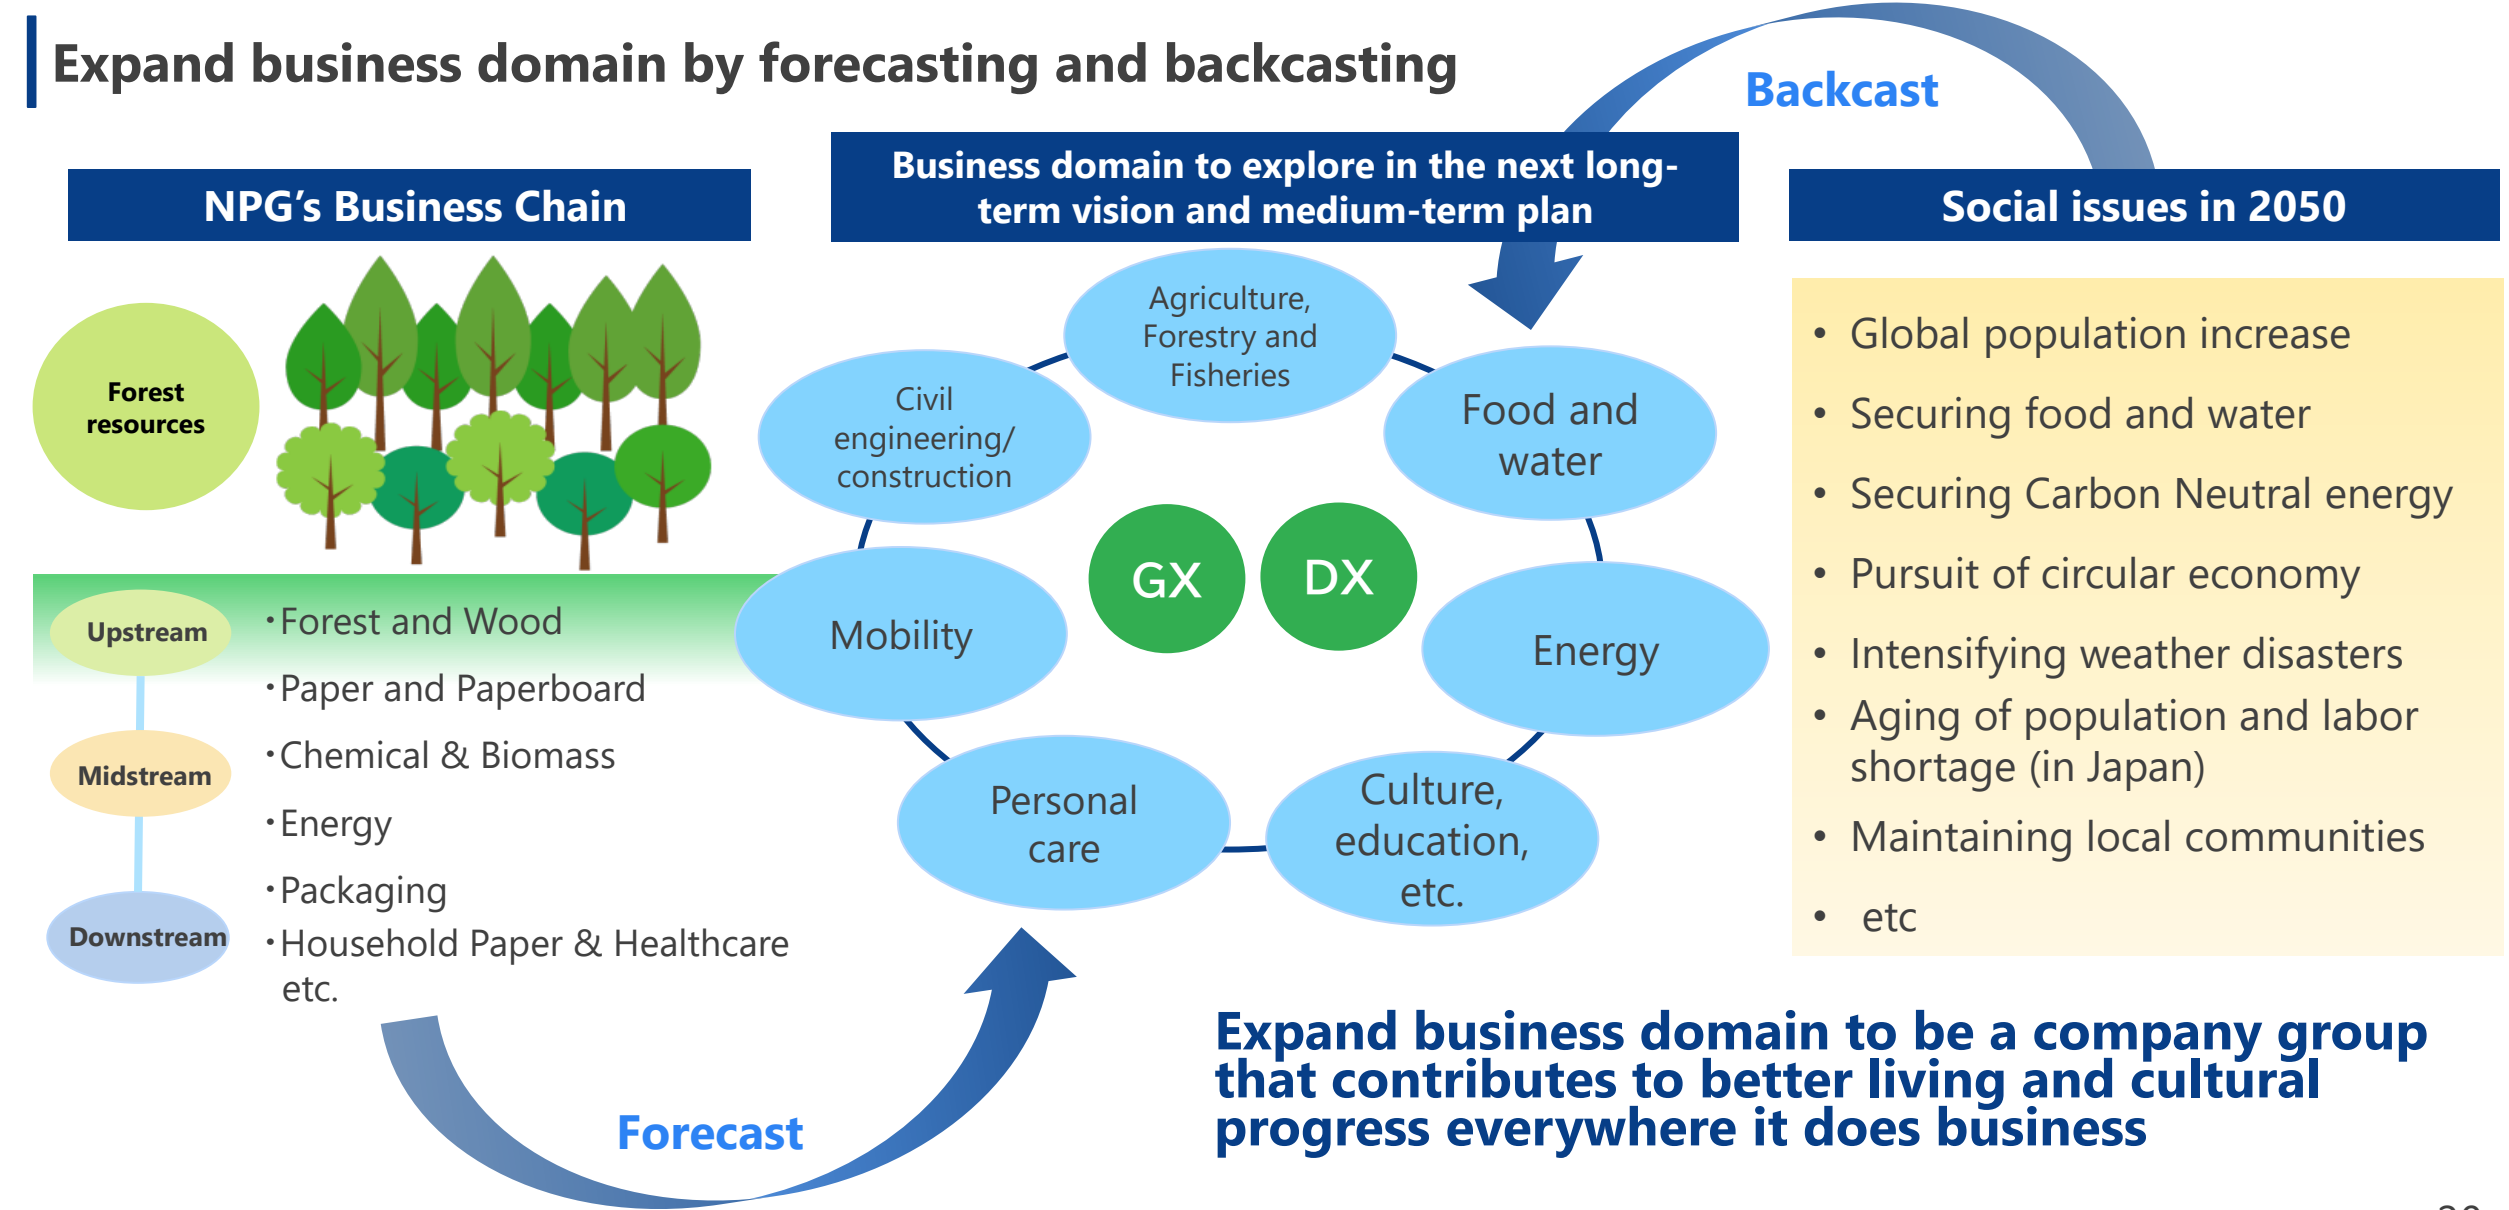 Expand business domain by forecasting and backcasting
Backcast
NPG’s Business Chain
Forest
resources
Upstream
Midstream
Downstream
・Forest and Wood
・Paper and Paperboard
・Chemical & Biomass
・Energy
・Packaging
・Household Paper & Healthcare
etc.
Forecast
Business domain to explore in the next long-
term vision and medium-term plan
Agriculture,
Forestry and
Fisheries
Civil
engineering/
construction
Food and
water
GX
DX
Mobility
Energy
Personal
care
Culture,
education,
etc.
Social issues in 2050
• Global population increase
• Securing food and water
• Securing Carbon Neutral energy
• Pursuit of circular economy
• Intensifying weather disasters
• Aging of population and labor
shortage (in Japan)
• Maintaining local communities
• etc
Expand business domain to be a company group
that contributes to better living and cultural
progress everywhere it does business